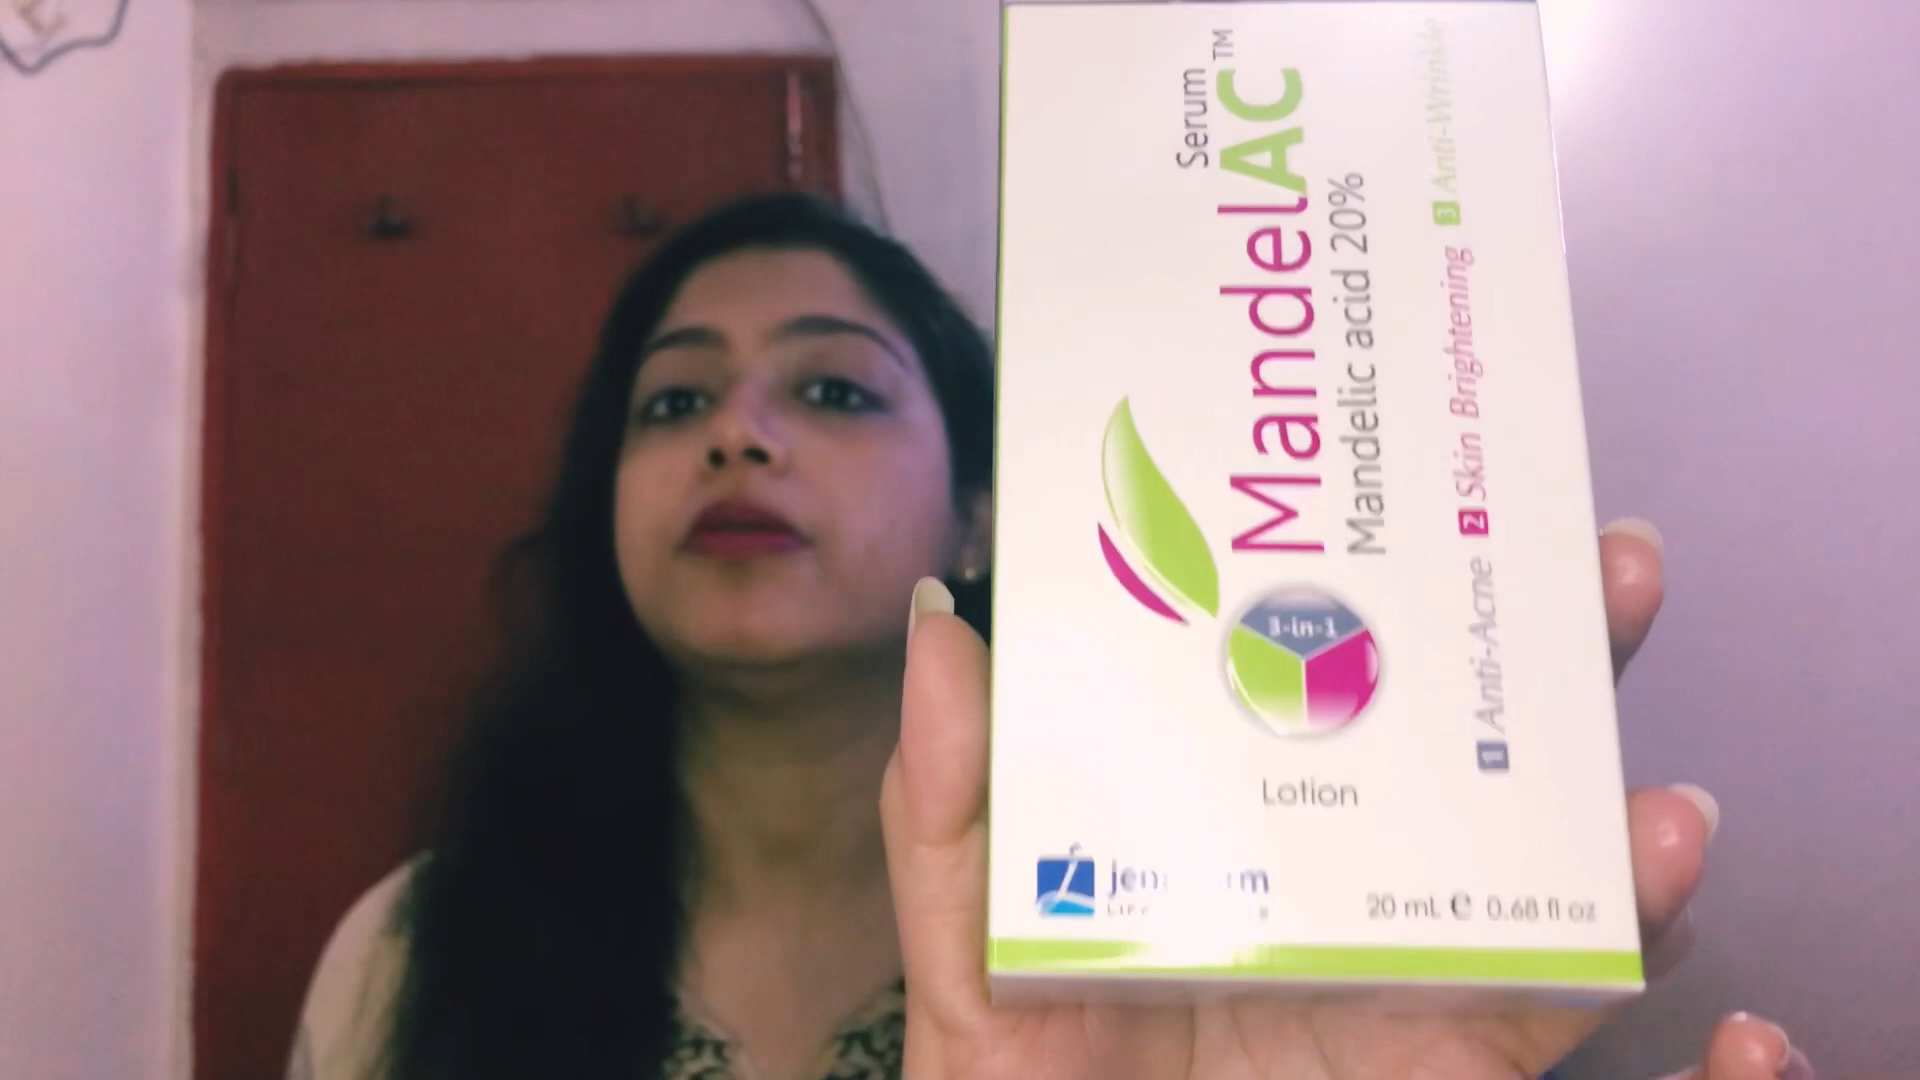 Serum
MandelAC™
Mandelic acid 20%
1 Anti-Acne 2 Skin Brightening 3 Anti-Wrinkle
3-in-1
Lotion
20 mL ℮ 0.68 fl oz